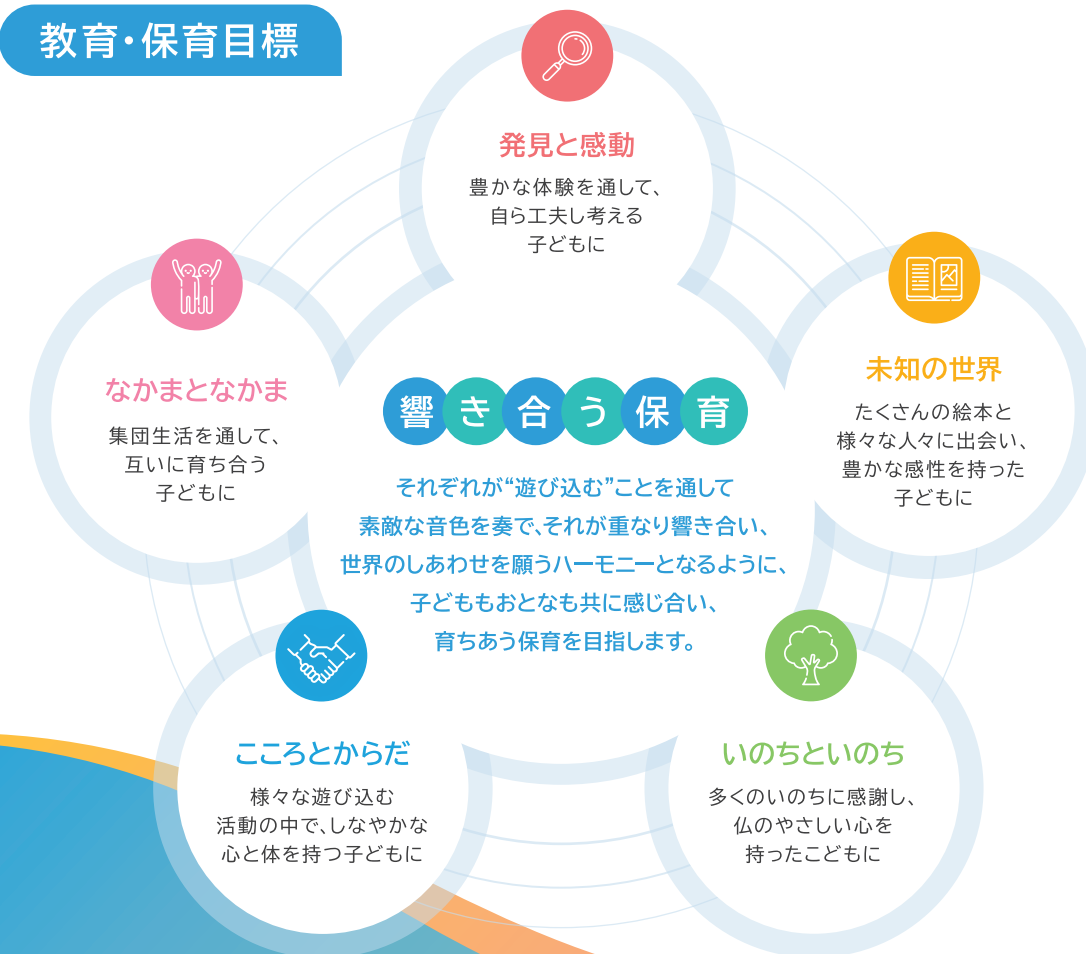 教育・保育目標
発見と感動
豊かな体験を通して、
自ら工夫し考える
子どもに
なかまとなかま
集団生活を通して、
互いに育ち合う
子どもに
未知の世界
たくさんの絵本と
様々な人々に出会い、
豊かな感性を持った
子どもに
響き合う保育
それぞれが“遊び込む”ことを通して
素敵な音色を奏で、それが重なり響き合い、
世界のしあわせを願うハーモニーとなるように、
子どももおとなも共に感じ合い、
育ちあう保育を目指します。
こころとからだ
様々な遊び込む
活動の中で、しなやかな
心と体を持つ子どもに
いのちといのち
多くのいのちに感謝し、
仏のやさしい心を
持ったこどもに